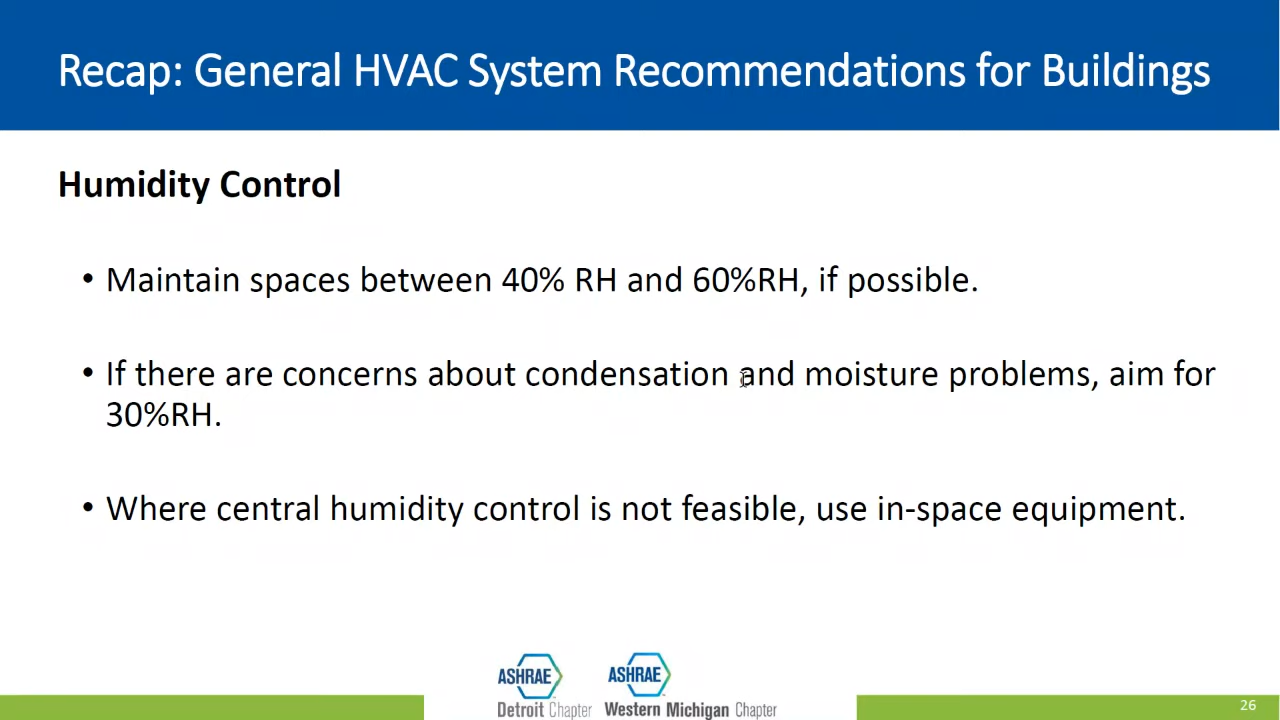 Recap: General HVAC System Recommendations for Buildings
Humidity Control
• Maintain spaces between 40% RH and 60%RH, if possible.
• If there are concerns about condensation and moisture problems, aim for
30%RH.
• Where central humidity control is not feasible, use in-space equipment.
ASHRAE
Detroit Chapter
ASHRAE
Western Michigan Chapter
26